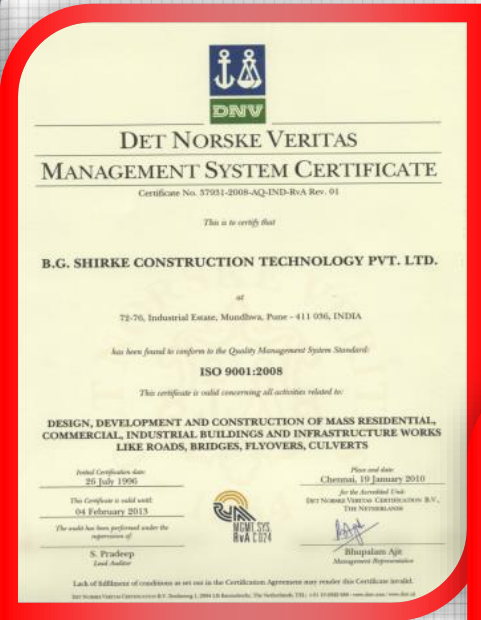 DNV
DET NORSKE VERITAS
MANAGEMENT SYSTEM CERTIFICATE
Certificate No. 37931-2008-AQ-IND-RvA Rev. 01
This is to certify that
B.G. SHIRKE CONSTRUCTION TECHNOLOGY PVT. LTD.
at
72-76, Industrial Estate, Mundhwa, Pune - 411 036, INDIA
has been found to conform to the Quality Management System Standard:
ISO 9001:2008
This certificate is valid concerning all activities related to:
DESIGN, DEVELOPMENT AND CONSTRUCTION OF MASS RESIDENTIAL,
COMMERCIAL, INDUSTRIAL BUILDINGS AND INFRASTRUCTURE WORKS
LIKE ROADS, BRIDGES, FLYOVERS, CULVERTS
Initial Certification date:
26 July 1996
This Certificate is valid until:
04 February 2013
The audit has been performed under the
supervision of:
S. Pradeep
Lead Auditor
RvA
MGMT. SYS.
RvA C 024
Place and date:
Chennai, 19 January 2010
for the Accredited Unit:
DET NORSKE VERITAS CERTIFICATION B.V.,
THE NETHERLANDS
Bhupalam Ajit
Management Representative
Lack of fulfilment of conditions as set out in the Certification Agreement may render this Certificate invalid.